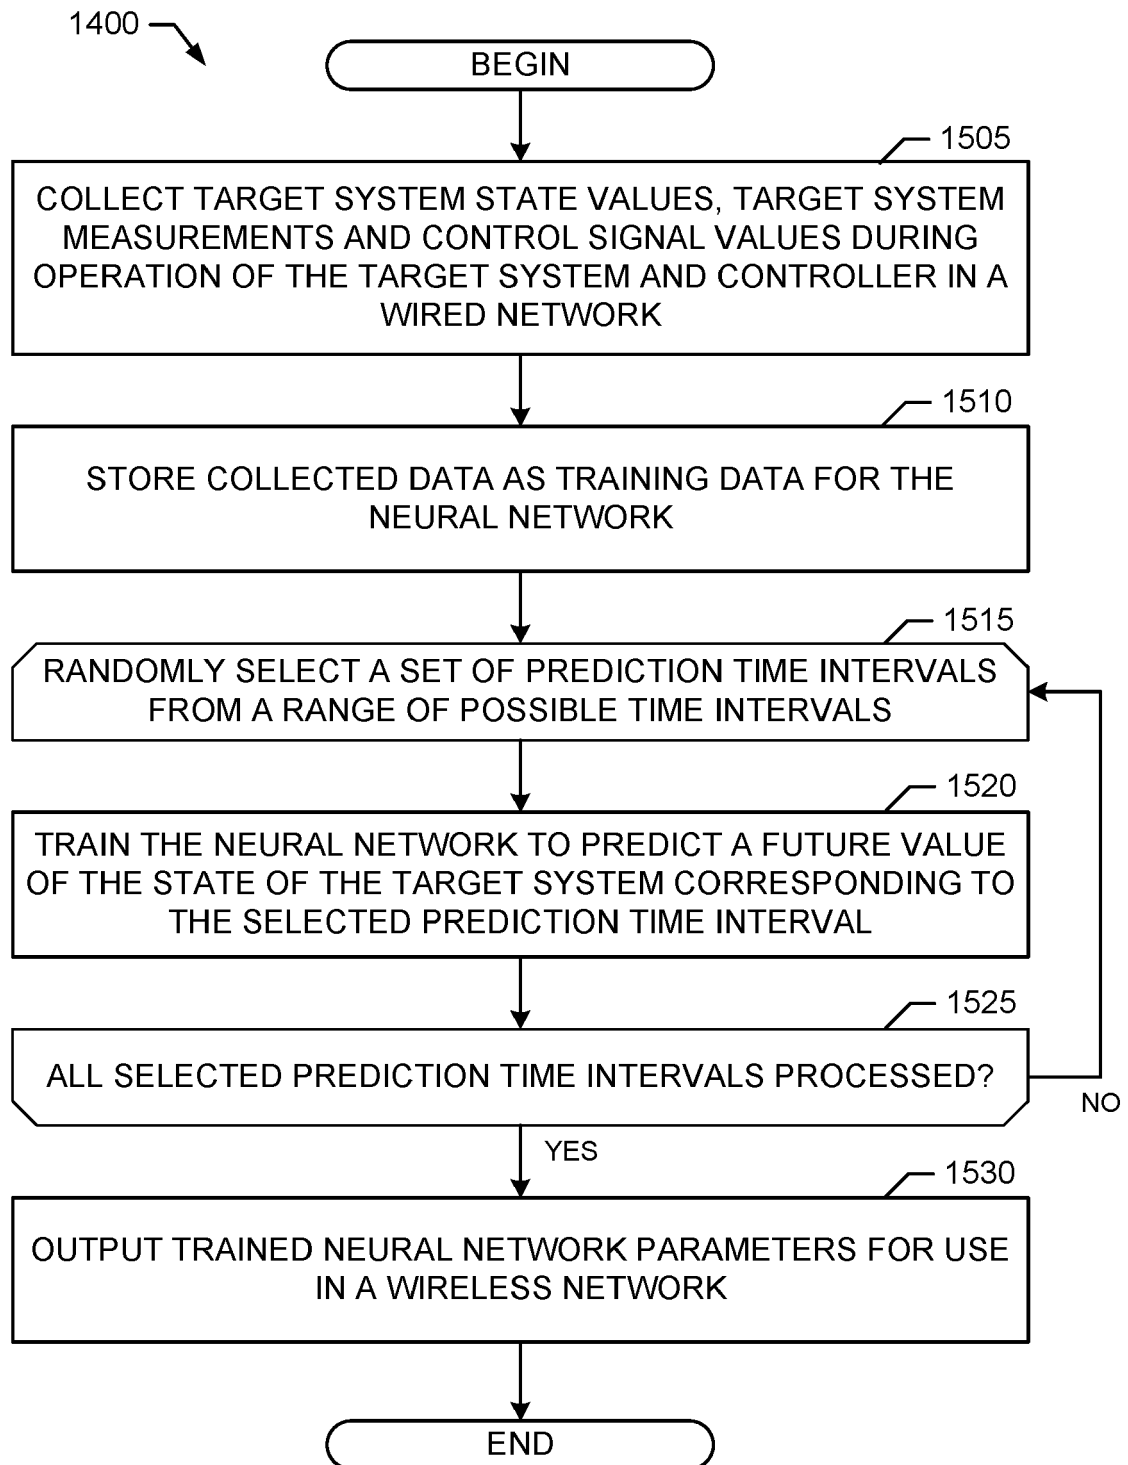 1400
BEGIN
1505
COLLECT TARGET SYSTEM STATE VALUES, TARGET SYSTEM
MEASUREMENTS AND CONTROL SIGNAL VALUES DURING
OPERATION OF THE TARGET SYSTEM AND CONTROLLER IN A
WIRED NETWORK
1510
STORE COLLECTED DATA AS TRAINING DATA FOR THE
NEURAL NETWORK
1515
RANDOMLY SELECT A SET OF PREDICTION TIME INTERVALS
FROM A RANGE OF POSSIBLE TIME INTERVALS
1520
TRAIN THE NEURAL NETWORK TO PREDICT A FUTURE VALUE
OF THE STATE OF THE TARGET SYSTEM CORRESPONDING TO
THE SELECTED PREDICTION TIME INTERVAL
1525
ALL SELECTED PREDICTION TIME INTERVALS PROCESSED?
NO
YES
1530
OUTPUT TRAINED NEURAL NETWORK PARAMETERS FOR USE
IN A WIRELESS NETWORK
END